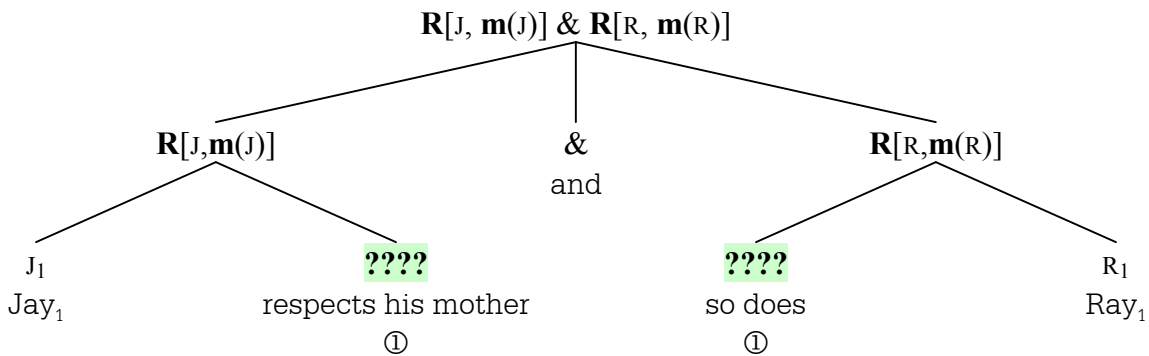 R[J, m(J)] & R[R, m(R)]
R[J,m(J)] & R[R,m(R)]
and
J₁ ???? ???? R₁
Jay₁ respects his mother so does Ray₁
① ①